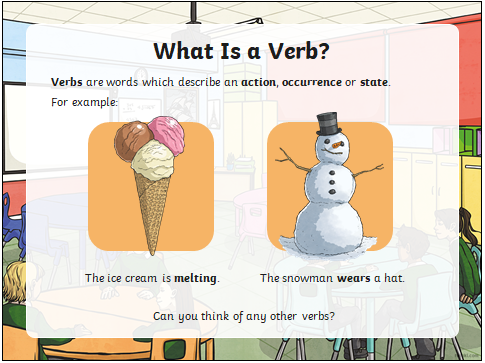 What Is a Verb?
Verbs are words which describe an action, occurrence or state.
For example:
The ice cream is melting.
The snowman wears a hat.
Can you think of any other verbs?